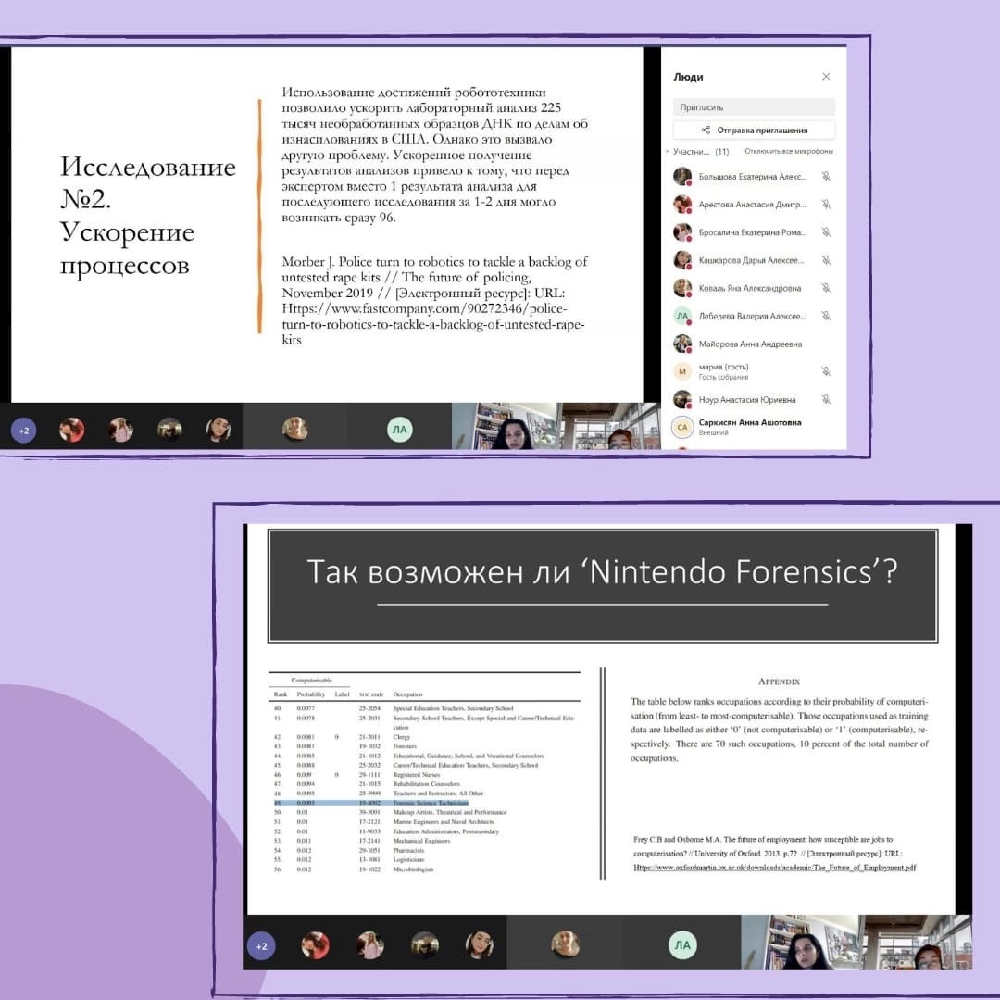 Исследование
№2.
Ускорение
процессов
Использование достижений робототехники
позволило ускорить лабораторный анализ 225
тысяч необработанных образцов ДНК по делам об
изнасилованиях в США. Однако это вызвало
другую проблему. Ускоренное получение
результатов анализов привело к тому, что перед
экспертом вместо 1 результата анализа для
последующего исследования за 1-2 дня могло
возникать сразу 96.
Morber J. Police turn to robotics to tackle a backlog of
untested rape kits // The future of policing,
November 2019 // [Электронный ресурс]: URL:
Https://www.fastcompany.com/90272346/police-
turn-to-robotics-to-tackle-a-backlog-of-untested-rape-
kits
Люди
Пригласить
Отправка приглашения
Участни... (11) Отключить все микрофоны
Большова Екатерина Алекс...
Арестова Анастасия Дмитр...
Бросалина Екатерина Рома...
Кашкарова Дарья Алексее...
Коваль Яна Александровна
ЛА Лебедева Валерия Алексее...
Майорова Анна Андреевна
М мария (гость)
Гость собрания
Ноур Анастасия Юриевна
СА Саркисян Анна Ашотовна
Внешний
+2 ЛА
Так возможен ли ‘Nintendo Forensics’?
Computerisable
Rank Probability Label SOC code Occupation
40. 0.0077 25-2054 Special Education Teachers, Secondary School
41. 0.0078 25-2031 Secondary School Teachers, Except Special and Career/Technical Edu-
cation
42. 0.0081 0 21-2011 Clergy
43. 0.0081 19-1032 Foresters
44. 0.0085 21-1012 Educational, Guidance, School, and Vocational Counselors
45. 0.0088 25-2032 Career/Technical Education Teachers, Secondary School
46. 0.009 0 29-1111 Registered Nurses
47. 0.0094 21-1015 Rehabilitation Counselors
48. 0.0095 25-3999 Teachers and Instructors, All Other
49. 0.0095 19-4092 Forensic Science Technicians
50. 0.01 39-5091 Makeup Artists, Theatrical and Performance
51. 0.01 17-2121 Marine Engineers and Naval Architects
52. 0.01 11-9033 Education Administrators, Postsecondary
53. 0.011 17-2141 Mechanical Engineers
54. 0.012 29-1051 Pharmacists
55. 0.012 13-1081 Logisticians
56. 0.012 19-1022 Microbiologists
Appendix
The table below ranks occupations according to their probability of computeri-
sation (from least- to most-computerisable). Those occupations used as training
data are labelled as either ‘0’ (not computerisable) or ‘1’ (computerisable), re-
spectively. There are 70 such occupations, 10 percent of the total number of
occupations.
Frey C.B and Osborne M.A. The future of employment: how susceptible are jobs to
computerisation? // University of Oxford. 2013. p.72 // [Электронный ресурс]: URL:
Https://www.oxfordmartin.ox.ac.uk/downloads/academic/The_Future_of_Employment.pdf
+2 ЛА